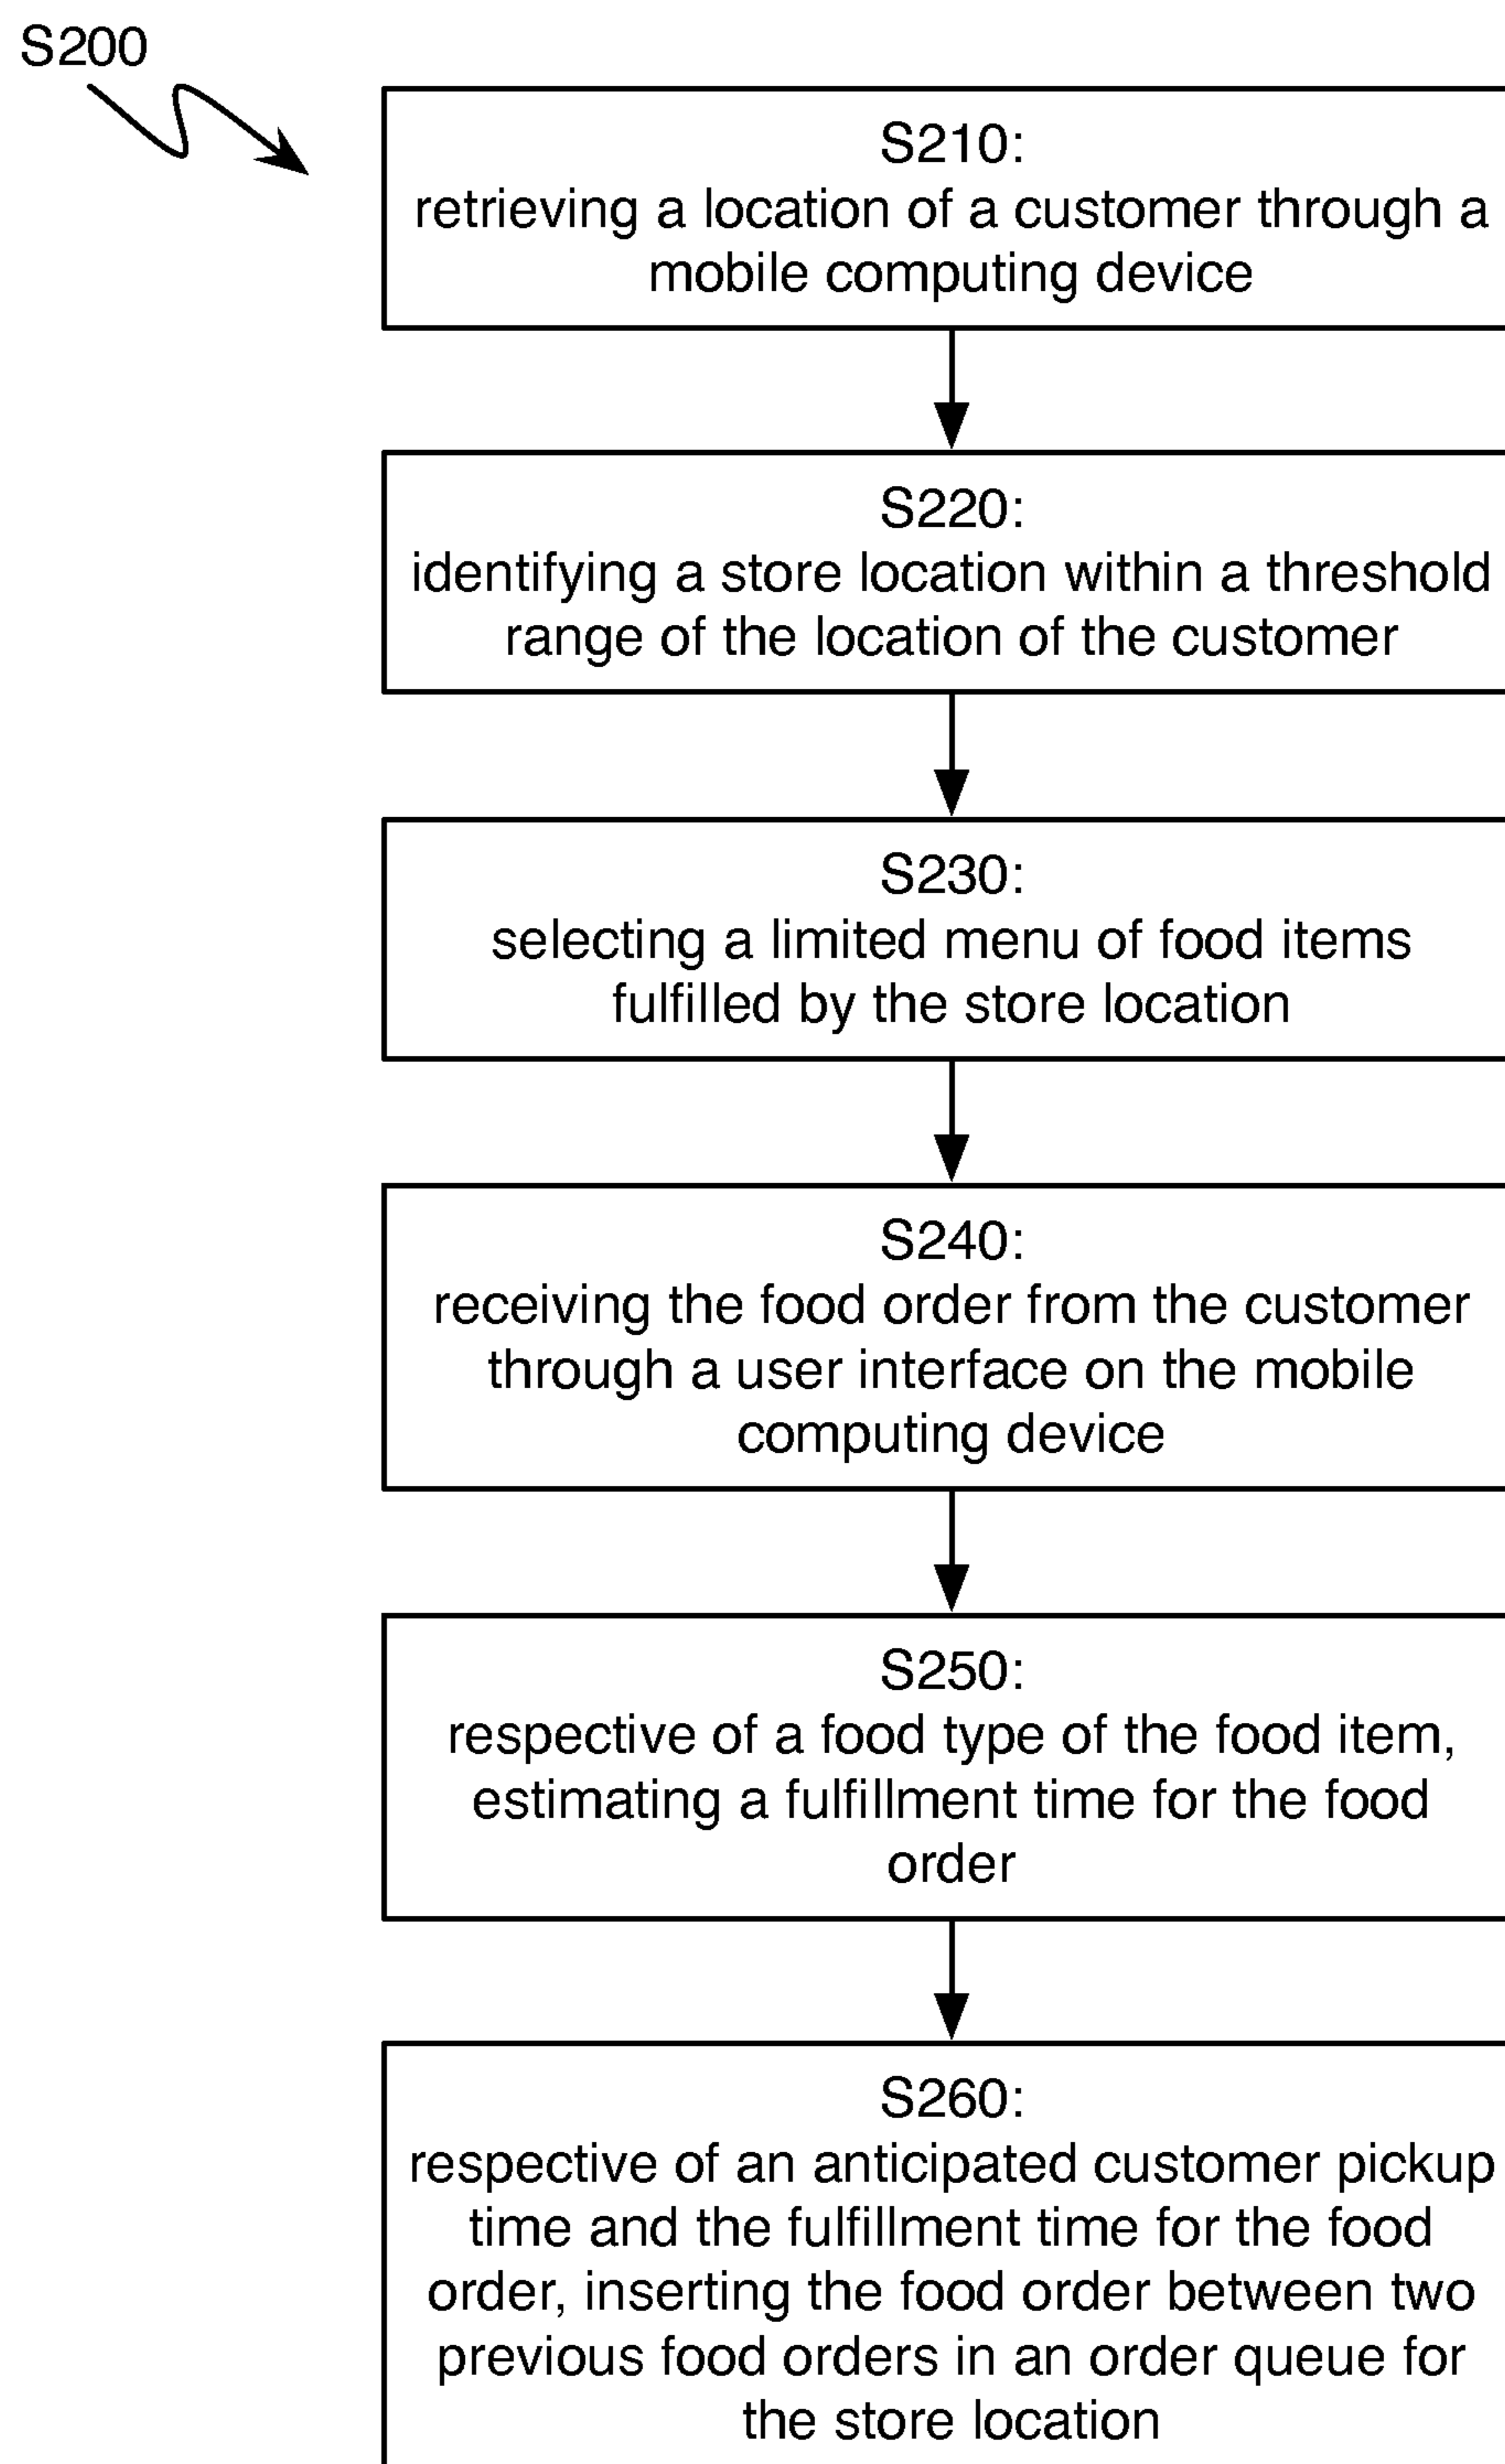 S200
S210:
retrieving a location of a customer through a
mobile computing device
S220:
identifying a store location within a threshold
range of the location of the customer
S230:
selecting a limited menu of food items
fulfilled by the store location
S240:
receiving the food order from the customer
through a user interface on the mobile
computing device
S250:
respective of a food type of the food item,
estimating a fulfillment time for the food
order
S260:
respective of an anticipated customer pickup
time and the fulfillment time for the food
order, inserting the food order between two
previous food orders in an order queue for
the store location